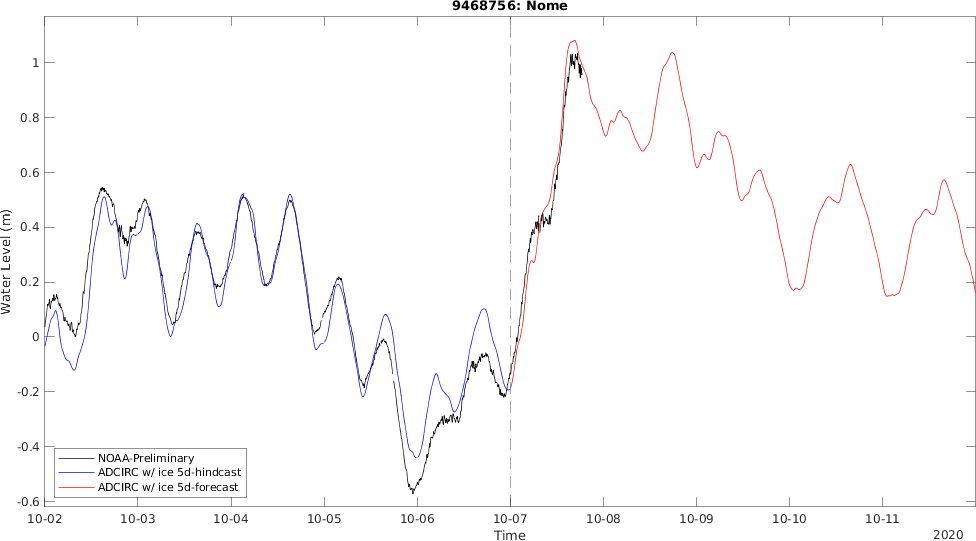 9468756: Nome
Water Level (m)
1
0.8
0.6
0.4
0.2
0
-0.2
-0.4
-0.6
NOAA-Preliminary
ADCIRC w/ ice 5d-hindcast
ADCIRC w/ ice 5d-forecast
10-02 10-03 10-04 10-05 10-06 10-07 10-08 10-09 10-10 10-11
Time
2020